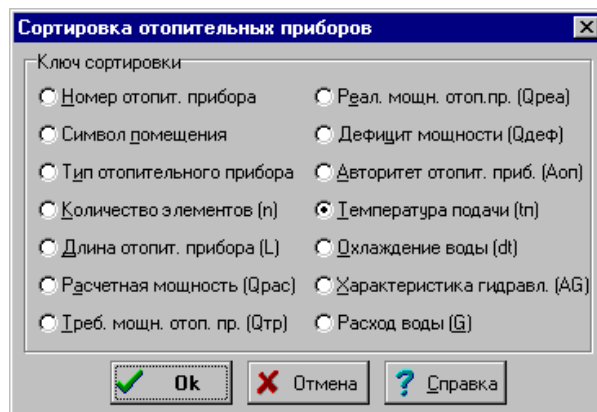 Сортировка отопительных приборов
Ключ сортировки
Номер отопит. прибора
Символ помещения
Тип отопительного прибора
Количество элементов (n)
Длина отопит. прибора (L)
Расчетная мощность (Qрас)
Треб. мощн. отоп. пр. (Qтр)
Реал. мощн. отоп.пр. (Qреа)
Дефицит мощности (Qдеф)
Авторитет отопит. приб. (Аоп)
Температура подачи (tп)
Охлаждение воды (dt)
Характеристика гидравл. (AG)
Расход воды (G)
Ok
Отмена
Справка